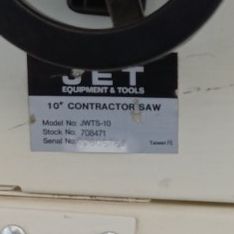 JET
EQUIPMENT & TOOLS
10" CONTRACTOR SAW
Model No. JWTS-10
Stock No. 708471
Serial No.
Taiwan